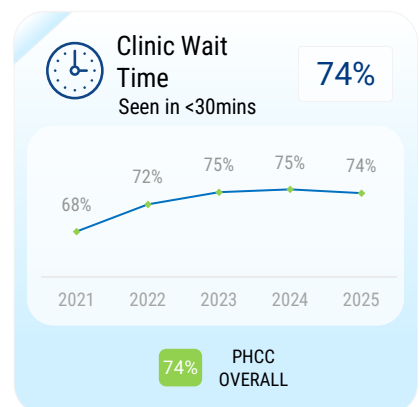 Clinic Wait
Time
Seen in <30mins
74%
68%
72%
75%
75%
74%
2021
2022
2023
2024
2025
74%
PHCC
OVERALL